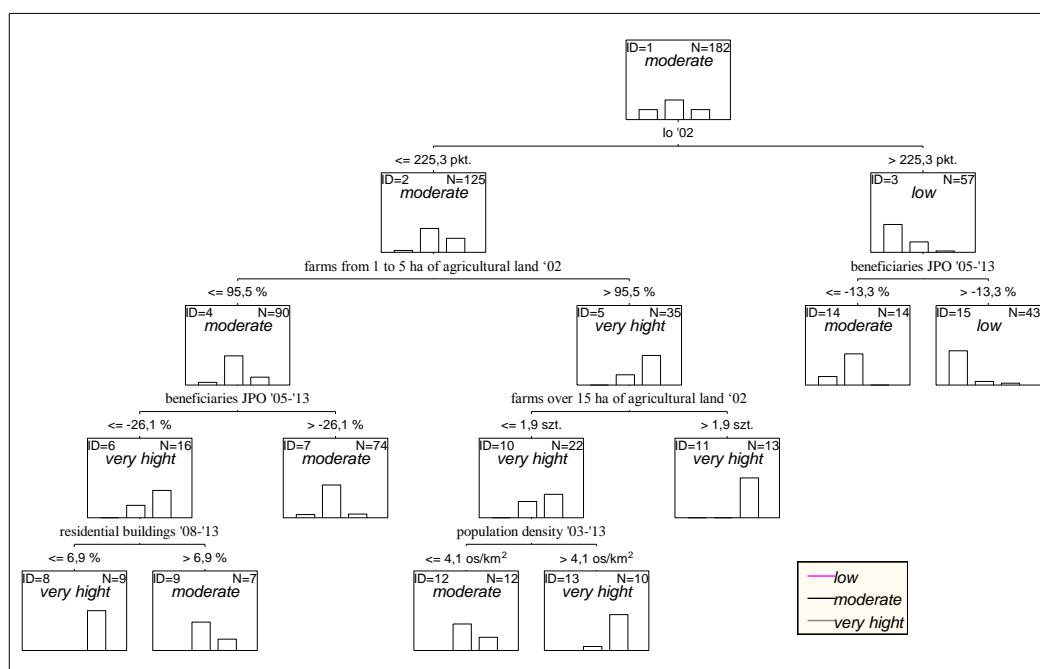 ID=1 N=182
moderate
Io '02
<= 225,3 pkt. > 225,3 pkt.
ID=2 N=125 ID=3 N=57
moderate low
farms from 1 to 5 ha of agricultural land ‘02 beneficiaries JPO '05-'13
<= 95,5 % > 95,5 % <= -13,3 % > -13,3 %
ID=4 N=90 ID=5 N=35 ID=14 N=14 ID=15 N=43
moderate very hight moderate low
beneficiaries JPO '05-'13 farms over 15 ha of agricultural land ‘02
<= -26,1 % > -26,1 % <= 1,9 szt. > 1,9 szt.
ID=6 N=16 ID=7 N=74 ID=10 N=22 ID=11 N=13
very hight moderate very hight very hight
residential buildings '08-'13 population density '03-'13
<= 6,9 % > 6,9 % <= 4,1 os/km² > 4,1 os/km²
ID=8 N=9 ID=9 N=7 ID=12 N=12 ID=13 N=10
very hight moderate moderate very hight
low
moderate
very hight